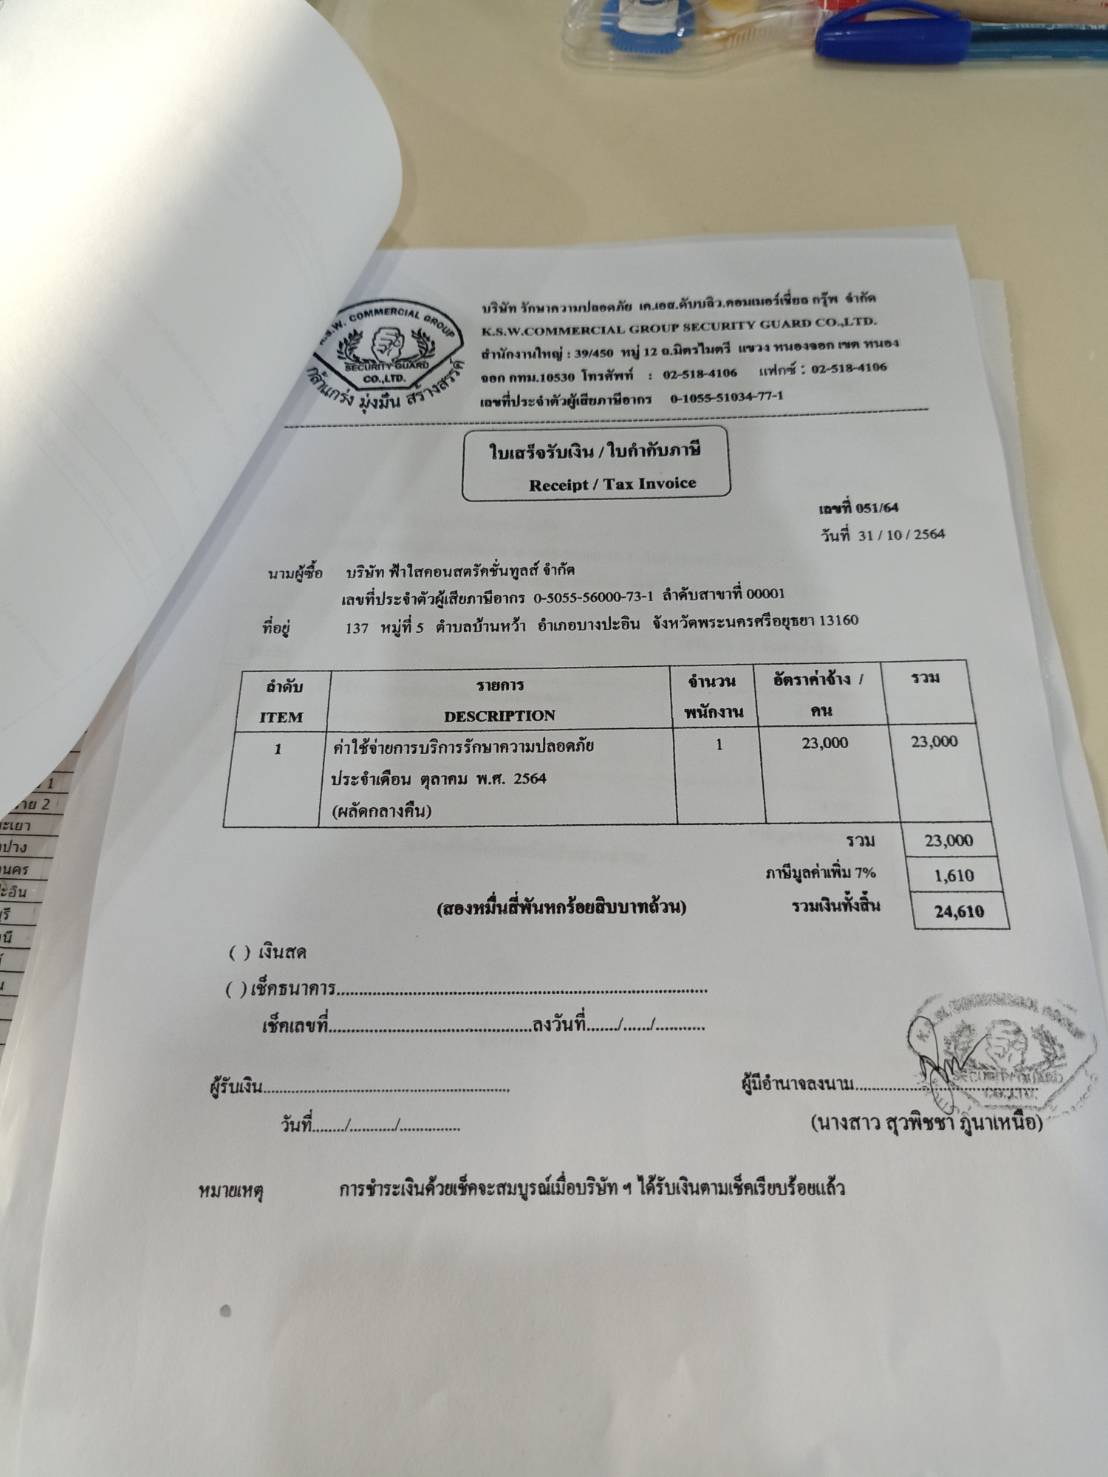 K.S.W. COMMERCIAL GROUP
SECURITY GUARD
CO.,LTD.
กล้าแกร่ง มุ่งมั่น สร้างสรรค์
บริษัท รักษาความปลอดภัย เค.เอส.ดับบลิว.คอมเมอร์เชี่ยล กรุ๊พ จำกัด
K.S.W.COMMERCIAL GROUP SECURITY GUARD CO.,LTD.
สำนักงานใหญ่ : 39/450 หมู่ 12 ถ.มิตรไมตรี แขวง หนองจอก เขต หนอง
จอก กทม.10530 โทรศัพท์ : 02-518-4106 แฟกซ์ : 02-518-4106
เลขที่ประจำตัวผู้เสียภาษีอากร 0-1055-51034-77-1
ใบเสร็จรับเงิน / ใบกำกับภาษี
Receipt / Tax Invoice
เลขที่ 051/64
วันที่ 31 / 10 / 2564
นามผู้ซื้อ บริษัท ฟ้าใสคอนสตรัคชั่นทูลส์ จำกัด
เลขที่ประจำตัวผู้เสียภาษีอากร 0-5055-56000-73-1 ลำดับสาขาที่ 00001
ที่อยู่ 137 หมู่ที่ 5 ตำบลบ้านหว้า อำเภอบางปะอิน จังหวัดพระนครศรีอยุธยา 13160
ลำดับ รายการ จำนวน อัตราค่าจ้าง / รวม
ITEM DESCRIPTION พนักงาน คน
1 ค่าใช้จ่ายการบริการรักษาความปลอดภัย 1 23,000 23,000
ประจำเดือน ตุลาคม พ.ศ. 2564
(ผลัดกลางคืน)
รวม 23,000
ภาษีมูลค่าเพิ่ม 7% 1,610
(สองหมื่นสี่พันหกร้อยสิบบาทถ้วน) รวมเงินทั้งสิ้น 24,610
( ) เงินสด
( ) เช็คธนาคาร.....................................................................
เช็คเลขที่.............................................ลงวันที่......./....../...........
ผู้รับเงิน...................................................... ผู้มีอำนาจลงนาม........................................
วันที่......../.........../..............
(นางสาว สุวพิชชา ภูนาเหนือ)
หมายเหตุ การชำระเงินด้วยเช็คจะสมบูรณ์เมื่อบริษัท ฯ ได้รับเงินตามเช็คเรียบร้อยแล้ว